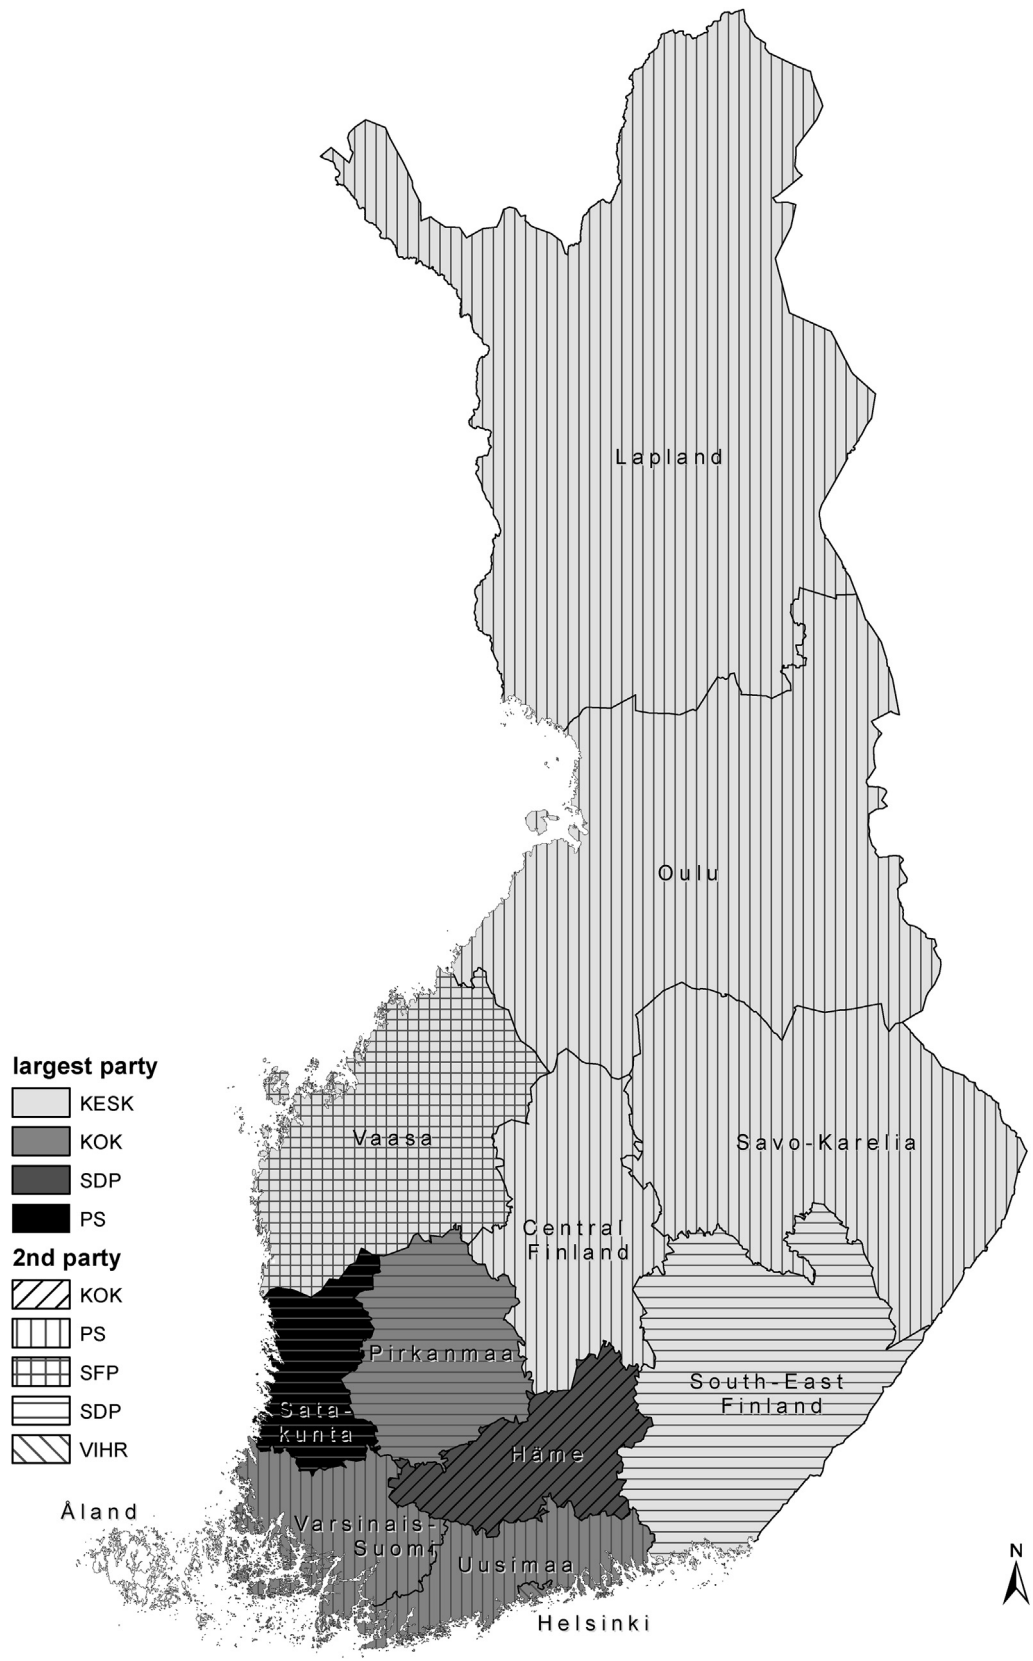 Lapland
Oulu
largest party
KESK
KOK
SDP
PS
2nd party
KOK
PS
SFP
SDP
VIHR
Vaasa
Savo-Karelia
Central
Finland
Pirkanmaa
South-East
Finland
Sata-
kunta
Häme
Åland
Varsinais-
Suomi
Uusimaa
Helsinki
N